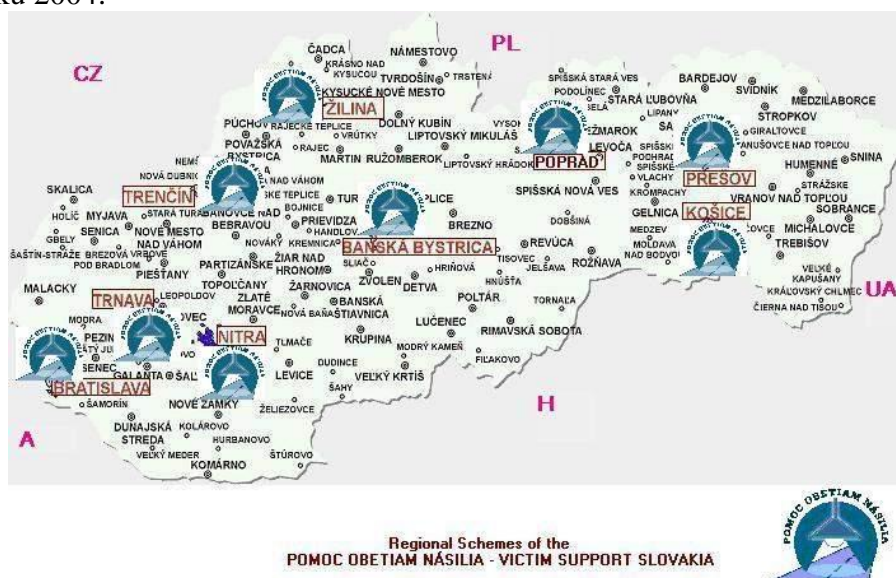 ku 2004.
PL
CZ
ČADCA
KRÁSNO NAD
KYSUCOU
NÁMESTOVO
TVRDOŠÍN
TRSTENÁ
KYSUCKÉ NOVÉ MESTO
ŽILINA
SPIŠSKÁ STARÁ VES
PODOLÍNEC
STARÁ ĽUBOVŇA
BARDEJOV
SVIDNÍK
MEDZILABORCE
LIPANY
STROPKOV
GIRALTOVCE
PÚCHOV
RAJECKÉ TEPLICE
VRÚTKY
DOLNÝ KUBÍN
LIPTOVSKÝ MIKULÁŠ
POVAŽSKÁ
BYSTRICA
RAJEC
MARTIN
RUŽOMBEROK
LIPTOVSKÝ HRÁDOK
POPRAD
LEVOČA
PREŠOV
HUMENNÉ
SNINA
STRÁŽSKE
VRANOV NAD TOPĽOU
NOVÁ DUBNICA
TRENČÍN
SKALICA
HOLÍČ
MYJAVA
SENICA
GBELY
NOVÉ MESTO
NAD VÁHOM
ŠAŠTÍN-STRÁŽE
BREZOVÁ
POD BRADLOM
VRBOVÉ
PIEŠŤANY
BÁNOVCE NAD
BEBRAVOU
BOJNICE
PRIEVIDZA
HANDLOVÁ
NOVÁKY
KREMNICA
PARTIZÁNSKE
TOPOĽČANY
ŽIAR NAD
HRONOM
BANSKÁ BYSTRICA
BREZNO
SPIŠSKÁ NOVÁ VES
DOBŠINÁ
KROMPACHY
GELNICA
KOŠICE
MEDZEV
MOLDAVA
NAD BODVOU
SOBRANCE
MICHALOVCE
TREBIŠOV
VEĽKÉ
KAPUŠANY
KRÁĽOVSKÝ CHLMEC
ČIERNA NAD TISOU
UA
SLIAČ
ZVOLEN
DETVA
HRIŇOVÁ
TISOVEC
HNÚŠŤA
REVÚCA
JELŠAVA
ROŽŇAVA
MALACKY
TRNAVA
LEOPOLDOV
ZLATÉ
MORAVCE
ŽARNOVICA
NOVÁ BAŇA
BANSKÁ
ŠTIAVNICA
POLTÁR
TORNAĽA
LUČENEC
RIMAVSKÁ SOBOTA
MODRA
NITRA
TLMAČE
KRUPINA
MODRÝ KAMEŇ
FIĽAKOVO
VEĽKÝ KRTÍŠ
DUDINCE
LEVICE
ŠAHY
GALANTA
BRATISLAVA
ŠAMORÍN
NOVÉ ZÁMKY
ŽELIEZOVCE
A
H
DUNAJSKÁ
STREDA
KOLÁROVO
HURBANOVO
VEĽKÝ MEDER
KOMÁRNO
ŠTÚROVO
POMOC OBETIAM NÁSILIA
Regional Schemes of the
POMOC OBETIAM NÁSILIA - VICTIM SUPPORT SLOVAKIA